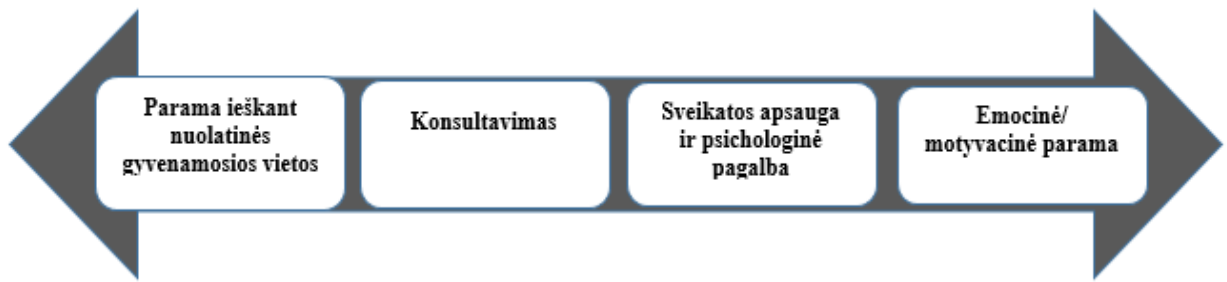 Parama ieškant
nuolatinės
gyvenamosios vietos
Konsultavimas
Sveikatos apsauga
ir psichologinė
pagalba
Emocinė/
motyvacinė parama